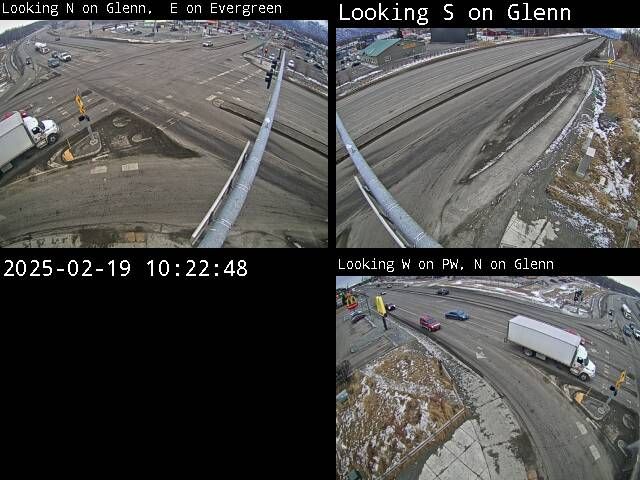 Looking N on Glenn,  E on Evergreen
Looking S on Glenn
2025-02-19 10:22:48
Looking W on PW, N on Glenn